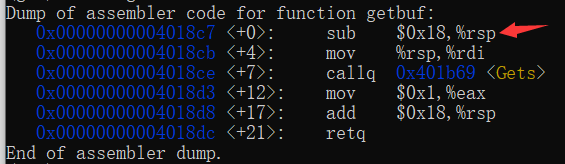 Dump of assembler code for function getbuf:
0x00000000004018c7 <+0>: sub $0x18,%rsp
0x00000000004018cb <+4>: mov %rsp,%rdi
0x00000000004018ce <+7>: callq 0x401b69 <Gets>
0x00000000004018d3 <+12>: mov $0x1,%eax
0x00000000004018d8 <+17>: add $0x18,%rsp
0x00000000004018dc <+21>: retq
End of assembler dump.